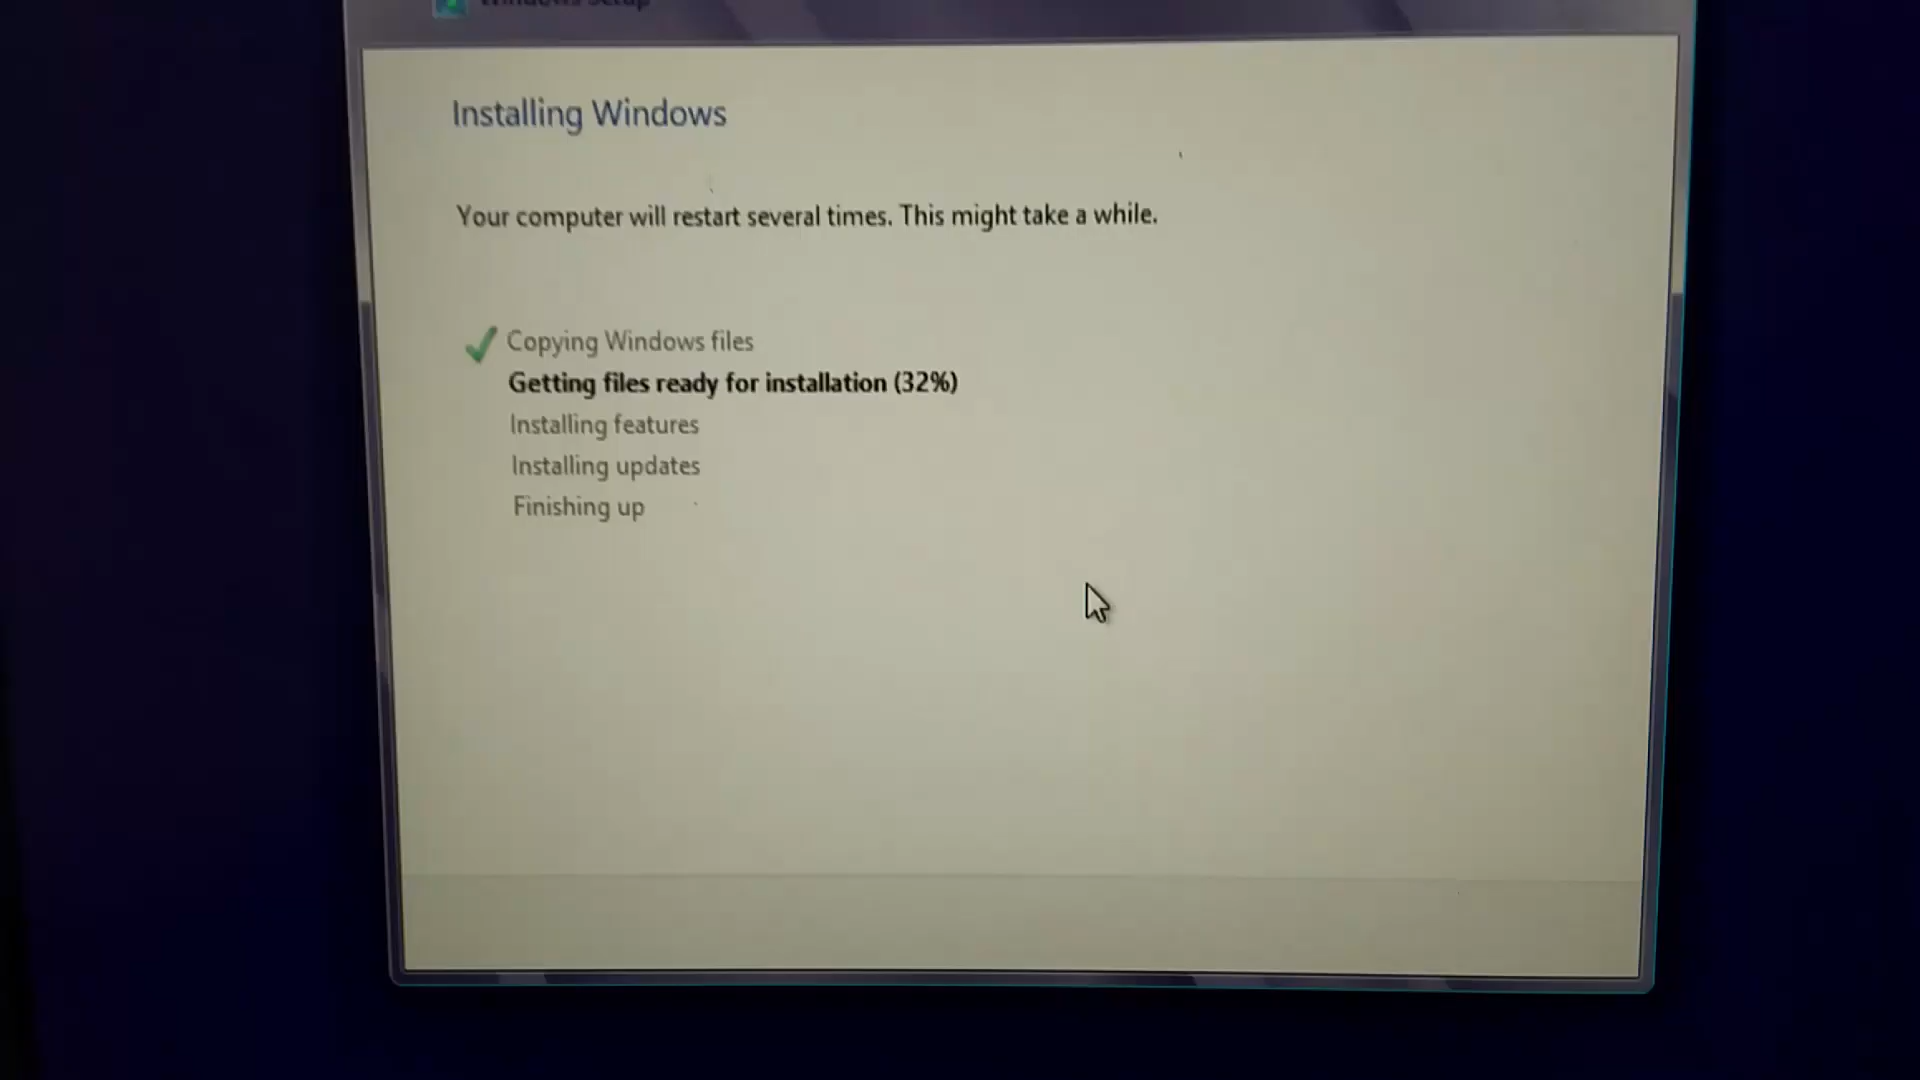 Installing Windows
Your computer will restart several times. This might take a while.
Copying Windows files
Getting files ready for installation (32%)
Installing features
Installing updates
Finishing up